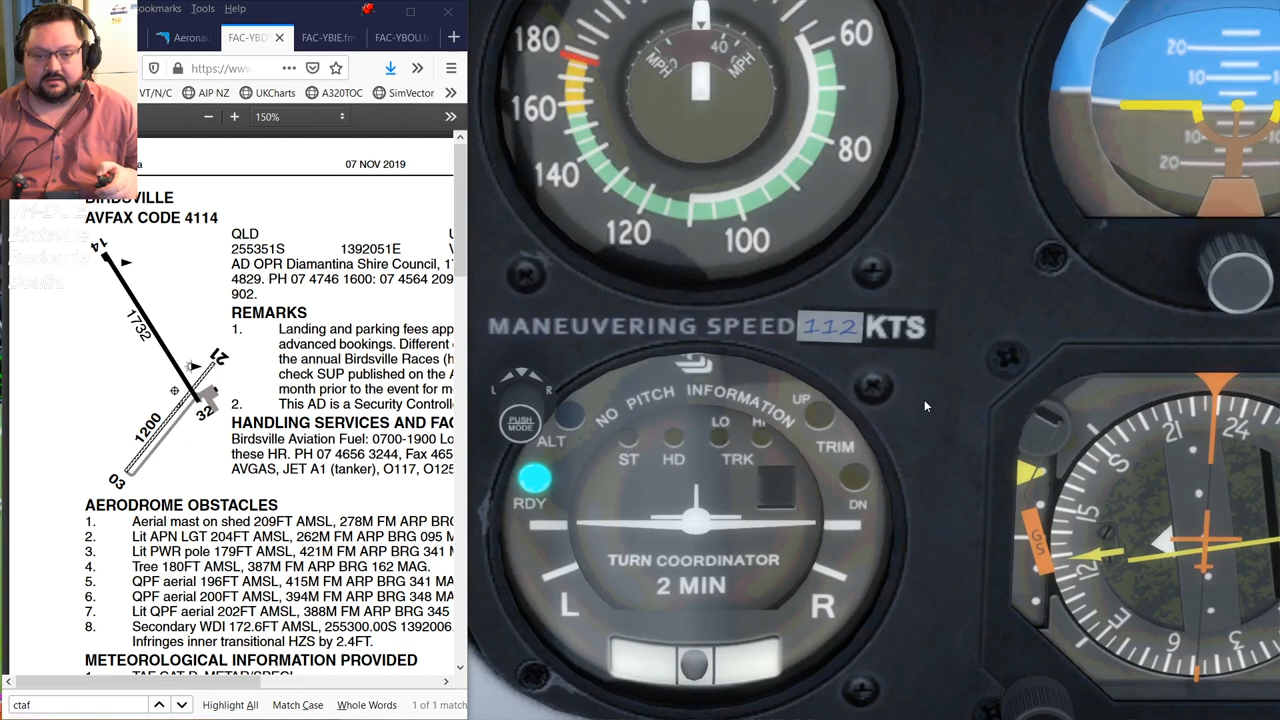 Bookmarks Tools Help
Aeronau FAC-YBD FAC-YBIE.fm FAC-YBOU.fm
https://www
VT/N/C AIP NZ UKCharts A320TOC SimVector
150%
07 NOV 2019
BIRDSVILLE
AVFAX CODE 4114
QLD
255351S 1392051E
AD OPR Diamantina Shire Council, 17
4829. PH 07 4746 1600: 07 4564 209
902.
REMARKS
1. Landing and parking fees app
advanced bookings. Different
the annual Birdsville Races (h
check SUP published on the A
month prior to the event for m
2. This AD is a Security Controll
HANDLING SERVICES AND FAC
Birdsville Aviation Fuel: 0700-1900 Lo
these HR. PH 07 4656 3244, Fax 465
AVGAS, JET A1 (tanker), O117, O125
14
1732
21
32
1200
03
AERODROME OBSTACLES
1. Aerial mast on shed 209FT AMSL, 278M FM ARP BRG
2. Lit APN LGT 204FT AMSL, 262M FM ARP BRG 095 M
3. Lit PWR pole 179FT AMSL, 421M FM ARP BRG 341 M
4. Tree 180FT AMSL, 387M FM ARP BRG 162 MAG.
5. QPF aerial 196FT AMSL, 415M FM ARP BRG 341 MA
6. QPF aerial 200FT AMSL, 394M FM ARP BRG 348 MA
7. Lit QPF aerial 202FT AMSL, 388M FM ARP BRG 345
8. Secondary WDI 172.6FT AMSL, 255300.00S 1392006.
Infringes inner transitional HZS by 2.4FT.
METEOROLOGICAL INFORMATION PROVIDED
Birdsville
Bedourie
Boulia
ctaf Highlight All Match Case Whole Words 1 of 1 match
180 60
40
MPH MPH
160
80
140
120 100
20
10
10
20
MANEUVERING SPEED 112 KTS
L R
PUSH
MODE
NO PITCH INFORMATION
ALT ST HD LO HI TRK UP TRIM
RDY DN
TURN COORDINATOR
2 MIN
L R
21 24
S
15
GS
12
E
6 3